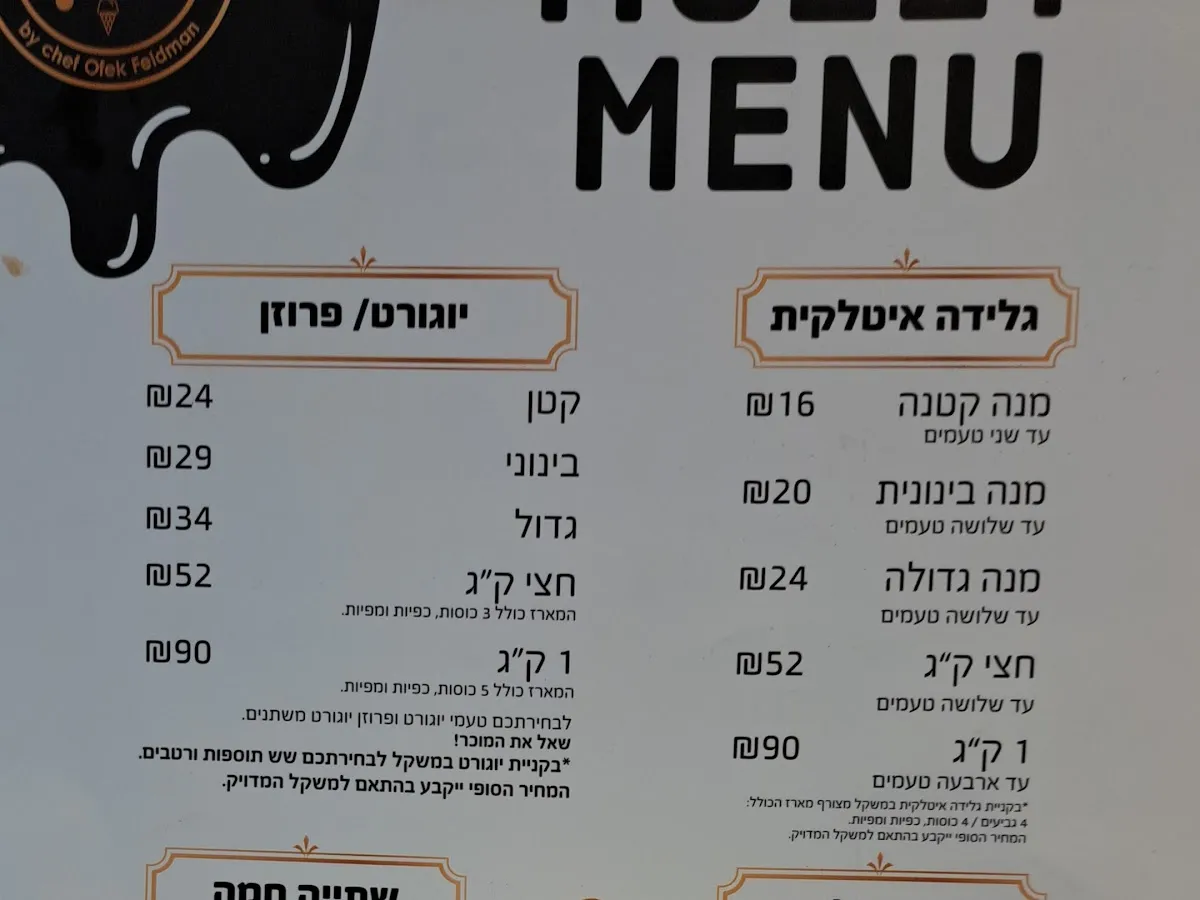 by chef Olek Feldman
MENU
גלידה איטלקית
מנה קטנה ₪16
עד שני טעמים
מנה בינונית ₪20
עד שלושה טעמים
מנה גדולה ₪24
עד שלושה טעמים
חצי ק״ג ₪52
עד שלושה טעמים
1 ק״ג ₪90
עד ארבעה טעמים
*בקניית גלידה איטלקית במשקל מצורף מארז הכולל:
4 גביעים / 4 כוסות, כפיות ומפיות.
המחיר הסופי ייקבע בהתאם למשקל המדויק.
יוגורט/ פרוזן
קטן ₪24
בינוני ₪29
גדול ₪34
חצי ק״ג ₪52
המארז כולל 3 כוסות, כפיות ומפיות.
1 ק״ג ₪90
המארז כולל 5 כוסות, כפיות ומפיות.
לבחירתכם טעמי יוגורט ופרוזן יוגורט משתנים.
שאל את המוכר!
*בקניית יוגורט במשקל לבחירתכם שש תוספות ורטבים.
המחיר הסופי ייקבע בהתאם למשקל המדויק.
שתייה חמה